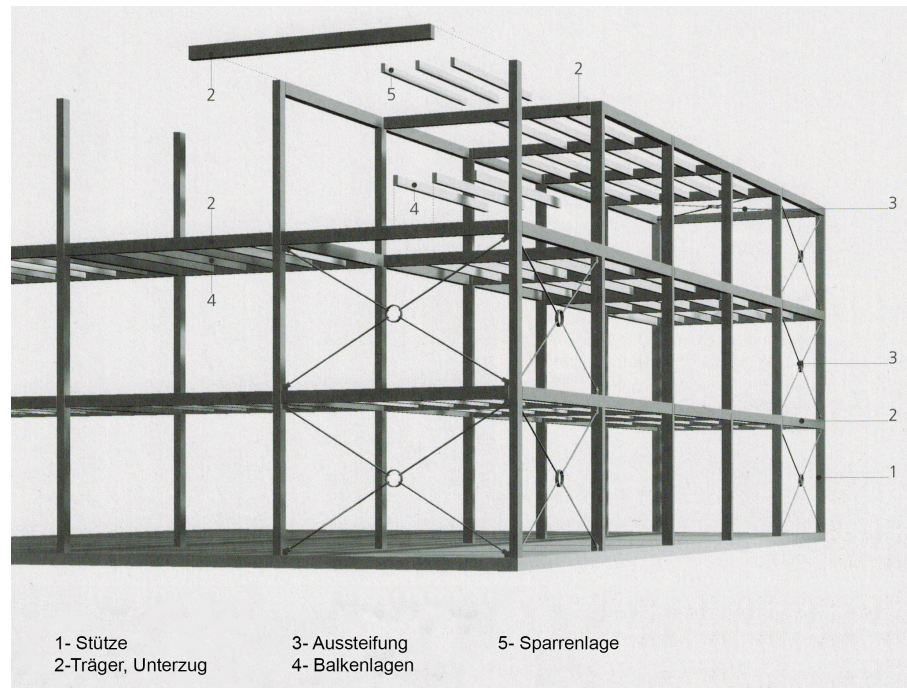 2
5
2
4
3
2
4
3
2
1
1- Stütze
2-Träger, Unterzug
3- Aussteifung
4- Balkenlagen
5- Sparrenlage